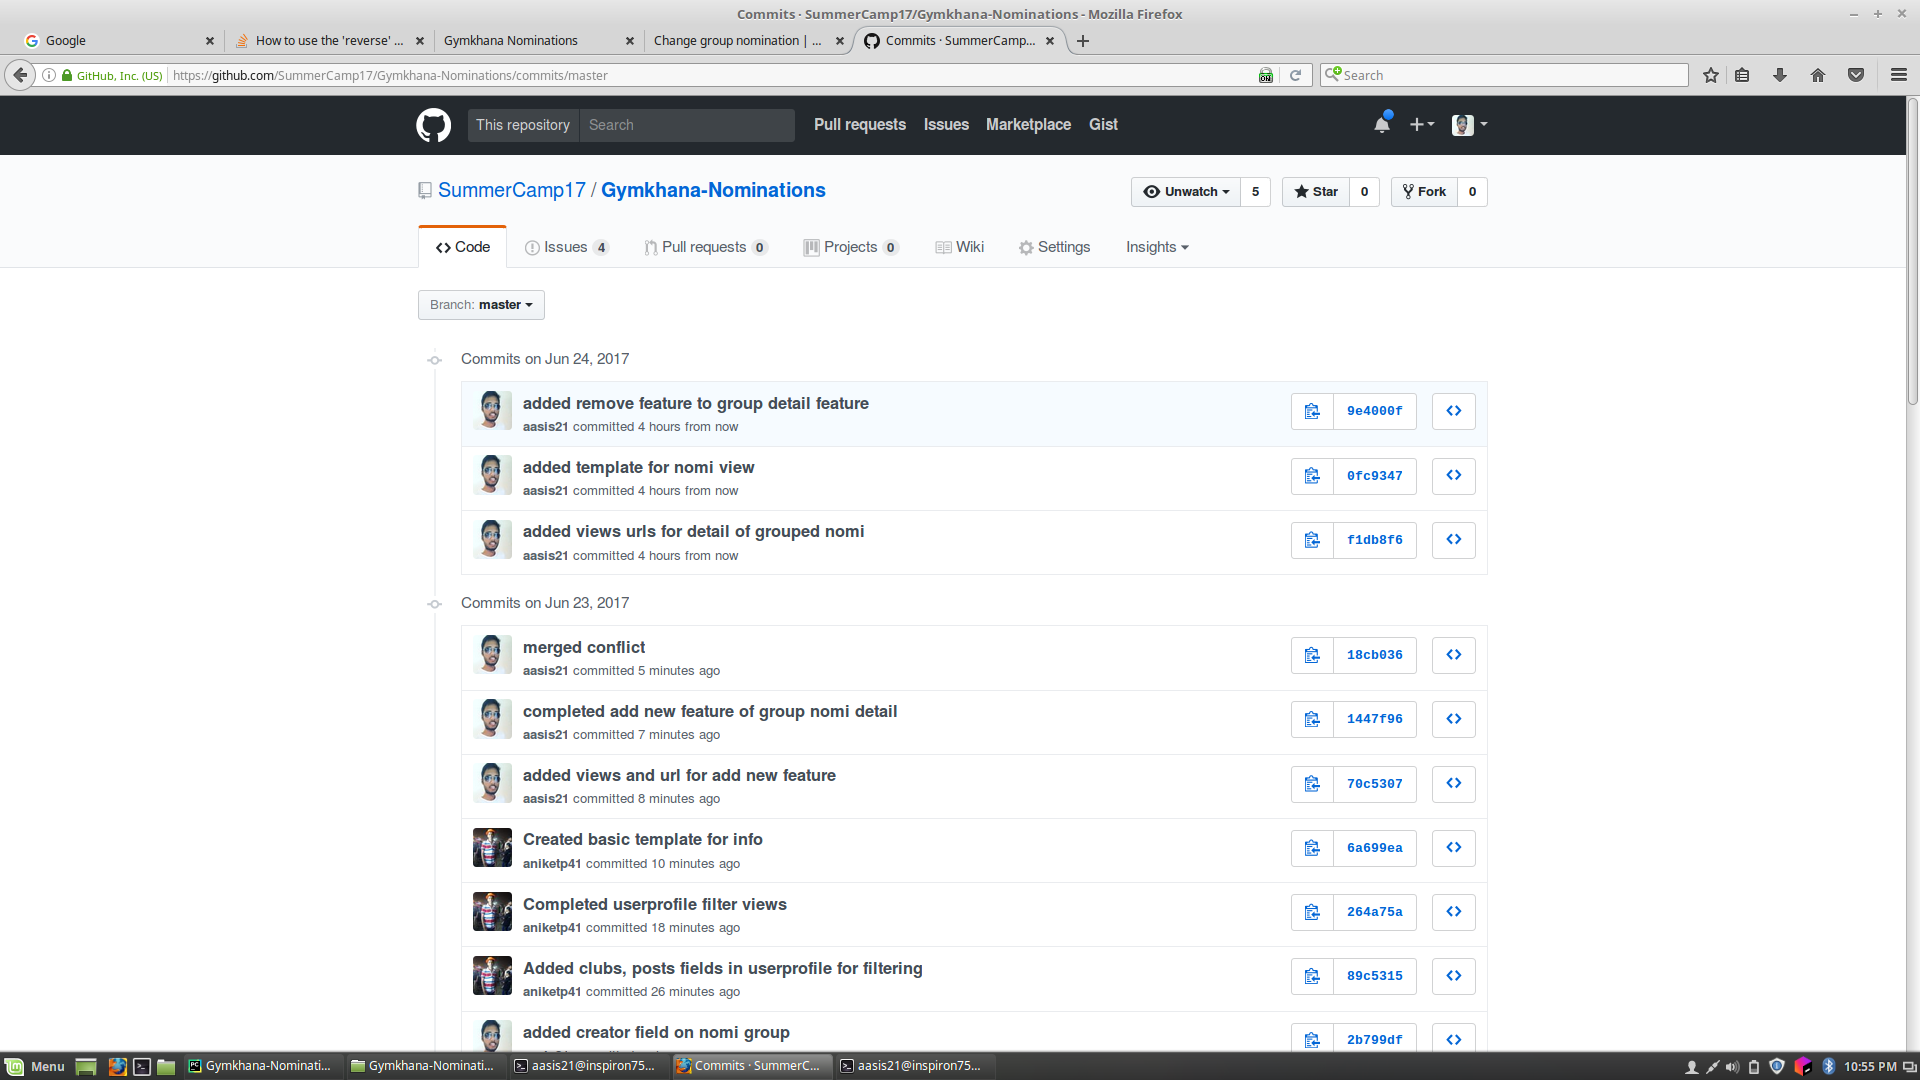 Commits · SummerCamp17/Gymkhana-Nominations - Mozilla Firefox
Google
How to use the 'reverse' ...
Gymkhana Nominations
Change group nomination | ...
Commits · SummerCamp...
GitHub, Inc. (US)
https://github.com/SummerCamp17/Gymkhana-Nominations/commits/master
Search
This repository
Search
Pull requests
Issues
Marketplace
Gist
SummerCamp17 / Gymkhana-Nominations
Unwatch 5
Star 0
Fork 0
Code
Issues 4
Pull requests 0
Projects 0
Wiki
Settings
Insights
Branch: master
Commits on Jun 24, 2017
added remove feature to group detail feature
aasis21 committed 4 hours from now
9e4000f
added template for nomi view
aasis21 committed 4 hours from now
0fc9347
added views urls for detail of grouped nomi
aasis21 committed 4 hours from now
f1db8f6
Commits on Jun 23, 2017
merged conflict
aasis21 committed 5 minutes ago
18cb036
completed add new feature of group nomi detail
aasis21 committed 7 minutes ago
1447f96
added views and url for add new feature
aasis21 committed 8 minutes ago
70c5307
Created basic template for info
aniketp41 committed 10 minutes ago
6a699ea
Completed userprofile filter views
aniketp41 committed 18 minutes ago
264a75a
Added clubs, posts fields in userprofile for filtering
aniketp41 committed 26 minutes ago
89c5315
added creator field on nomi group
2b799df
Menu
Gymkhana-Nominati...
Gymkhana-Nominati...
aasis21@inspiron75...
Commits · SummerC...
aasis21@inspiron75...
10:55 PM